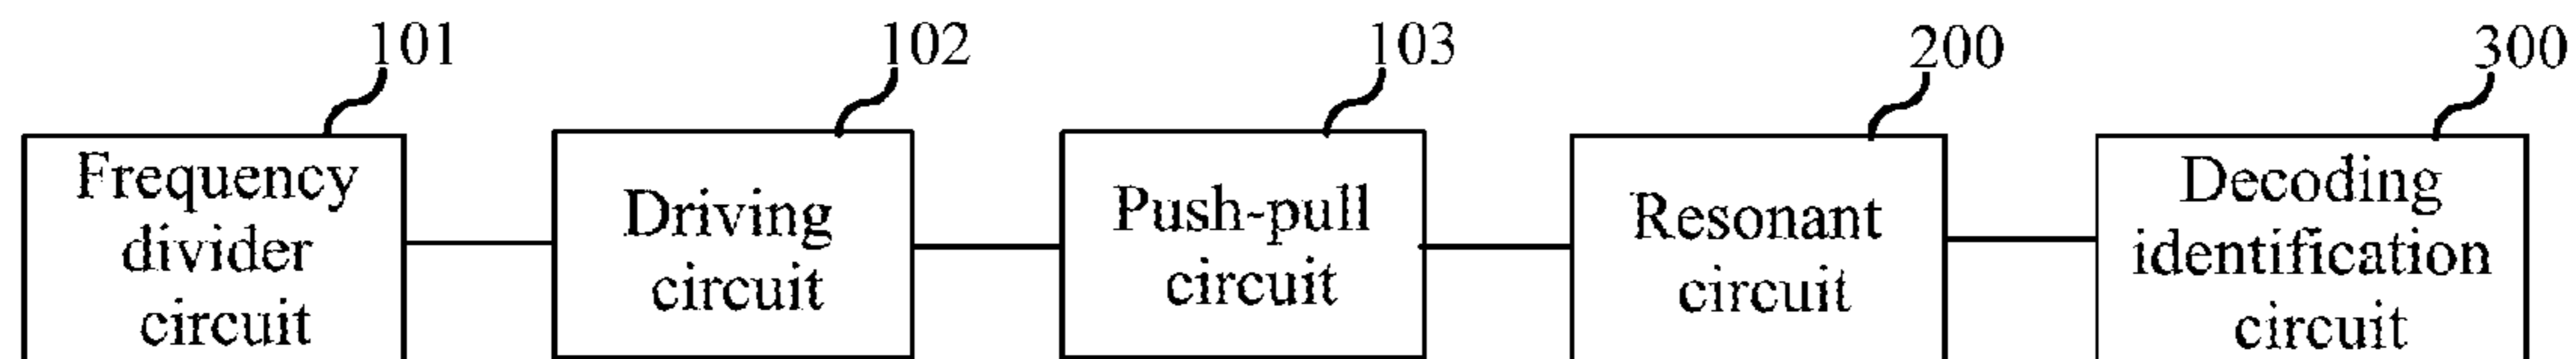 101 102 103 200 300
Frequency
divider
circuit
Driving
circuit
Push-pull
circuit
Resonant
circuit
Decoding
identification
circuit